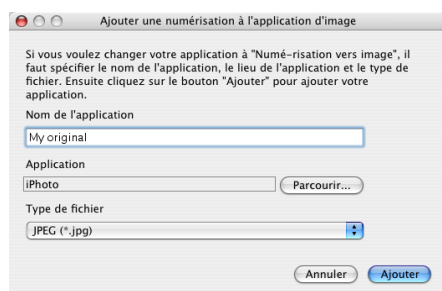 Ajouter une numérisation à l'application d'image
Si vous voulez changer votre application à "Numé-risation vers image", il
faut spécifier le nom de l'application, le lieu de l'application et le type de
fichier. Ensuite cliquez sur le bouton "Ajouter" pour ajouter votre
application.
Nom de l'application
My original
Application
iPhoto
Parcourir...
Type de fichier
JPEG (*.jpg)
Annuler
Ajouter